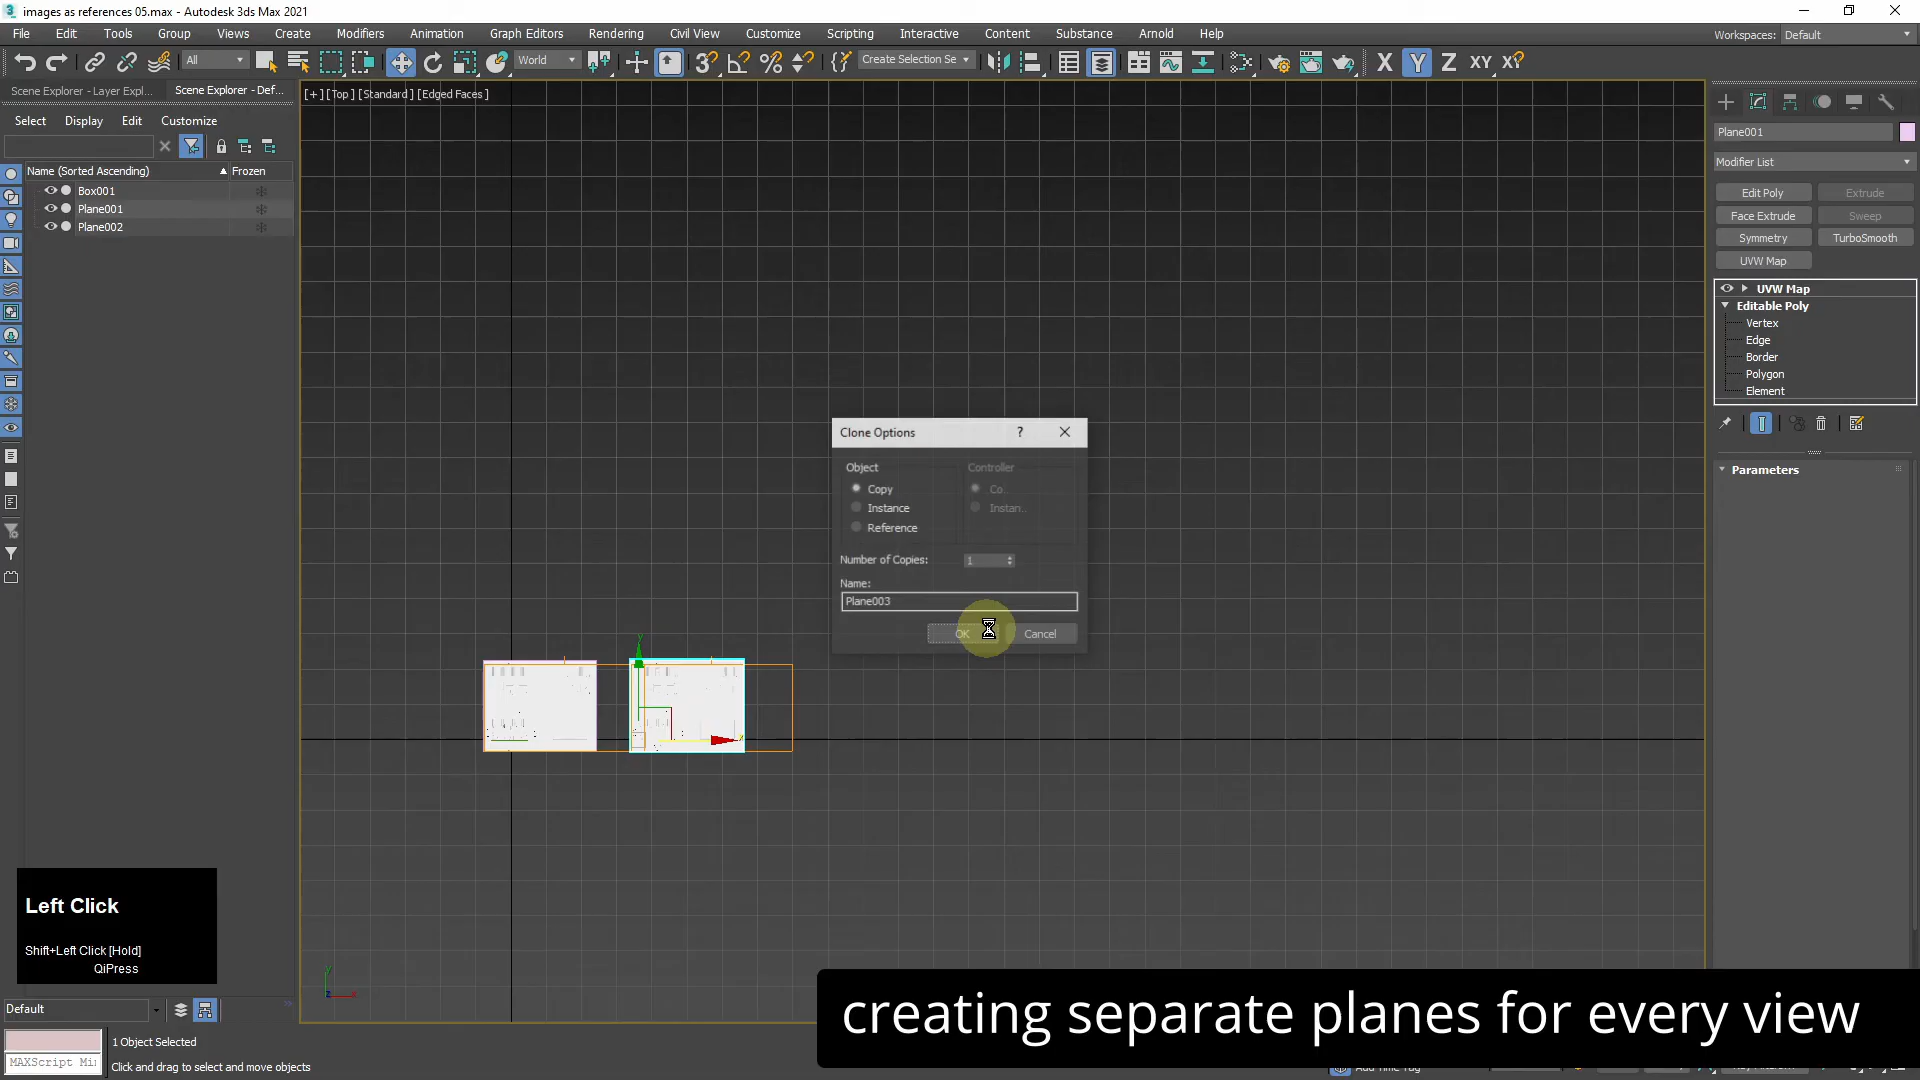 images as references 05.max - Autodesk 3ds Max 2021
File Edit Tools Group Views Create Modifiers Animation Graph Editors Rendering Civil View Customize Scripting Interactive Content Substance Arnold Help
Workspaces: Default
All World Create Selection Se X Y Z XY XY
Scene Explorer - Layer Expl... Scene Explorer - Def...
[+] [Top] [Standard] [Edged Faces]
Select Display Edit Customize
Name (Sorted Ascending) Frozen
Box001
Plane001
Plane002
Plane001
Modifier List
Edit Poly Extrude
Face Extrude Sweep
Symmetry TurboSmooth
UVW Map
UVW Map
Editable Poly
Vertex
Edge
Border
Polygon
Element
Parameters
Clone Options ? 
Object Controller
Copy Co..
Instance Instan..
Reference
Number of Copies: 1
Name:
Plane003
OK Cancel
Left Click
Shift+Left Click [Hold]
QiPress
creating separate planes for every view
Default
1 Object Selected
MAXScript Mi
Click and drag to select and move objects
Add Time Tag